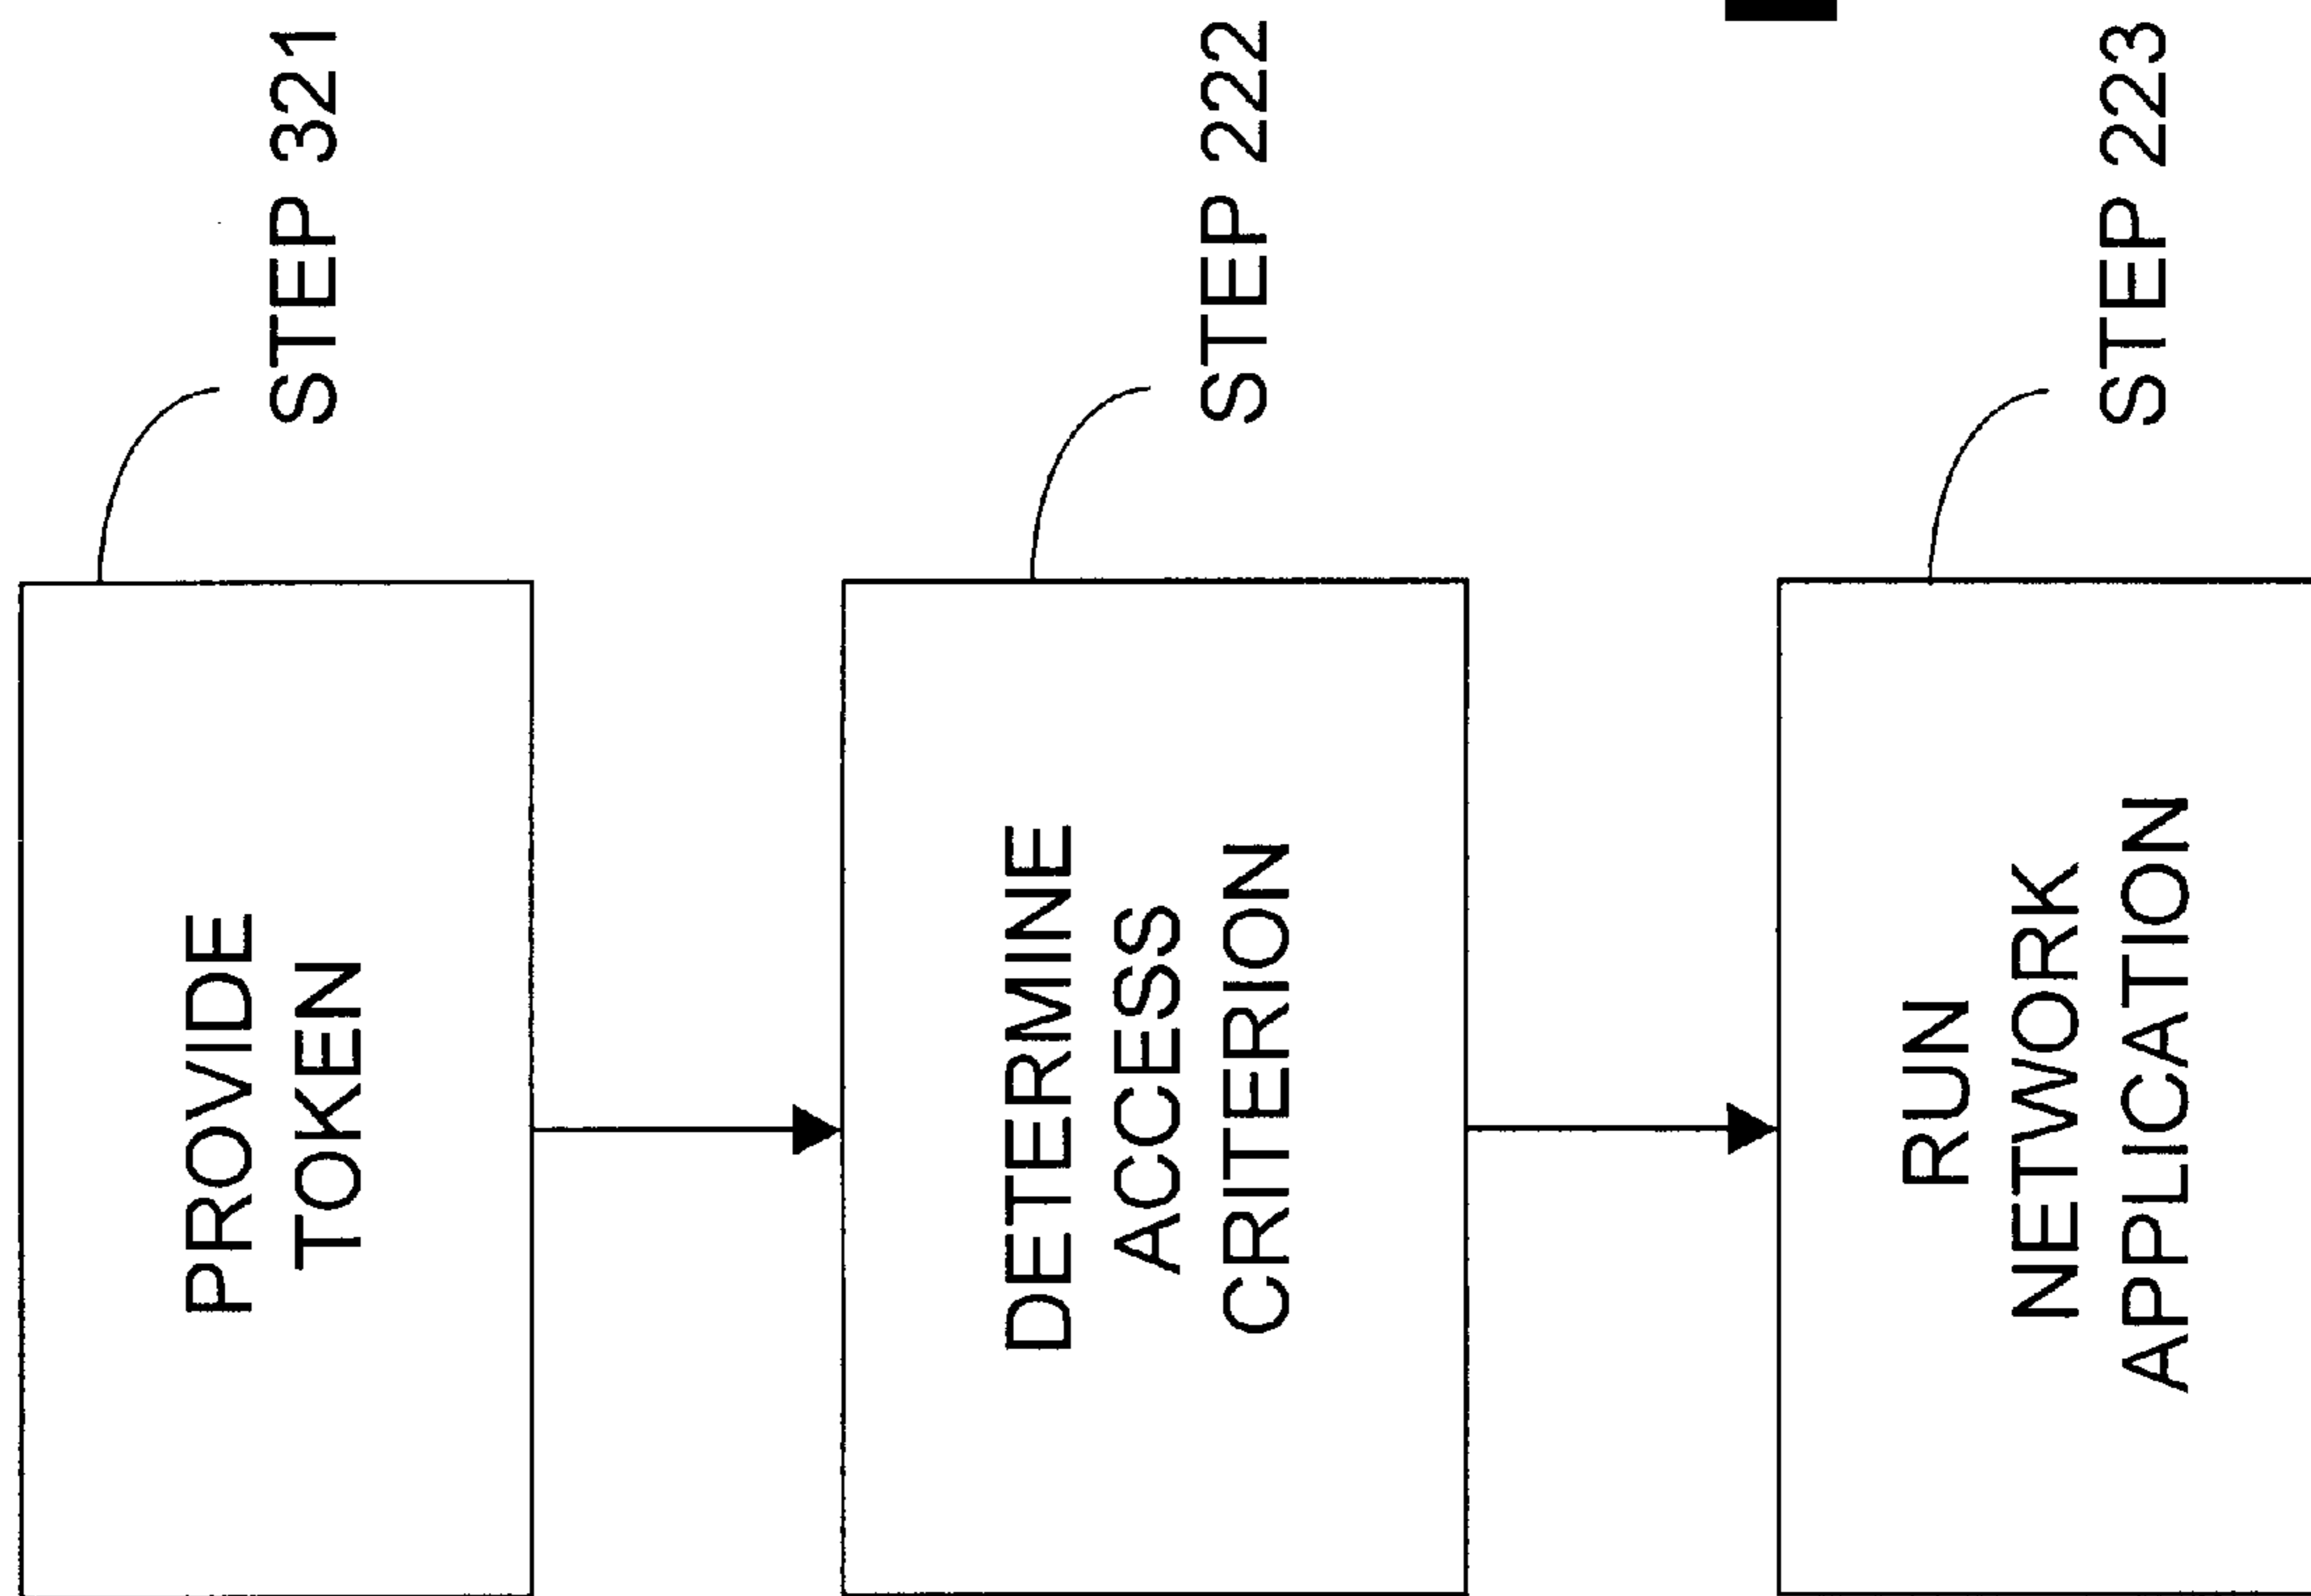 PROVIDE
TOKEN
STEP 321
DETERMINE
ACCESS
CRITERION
STEP 222
RUN
NETWORK
APPLICATION
STEP 223